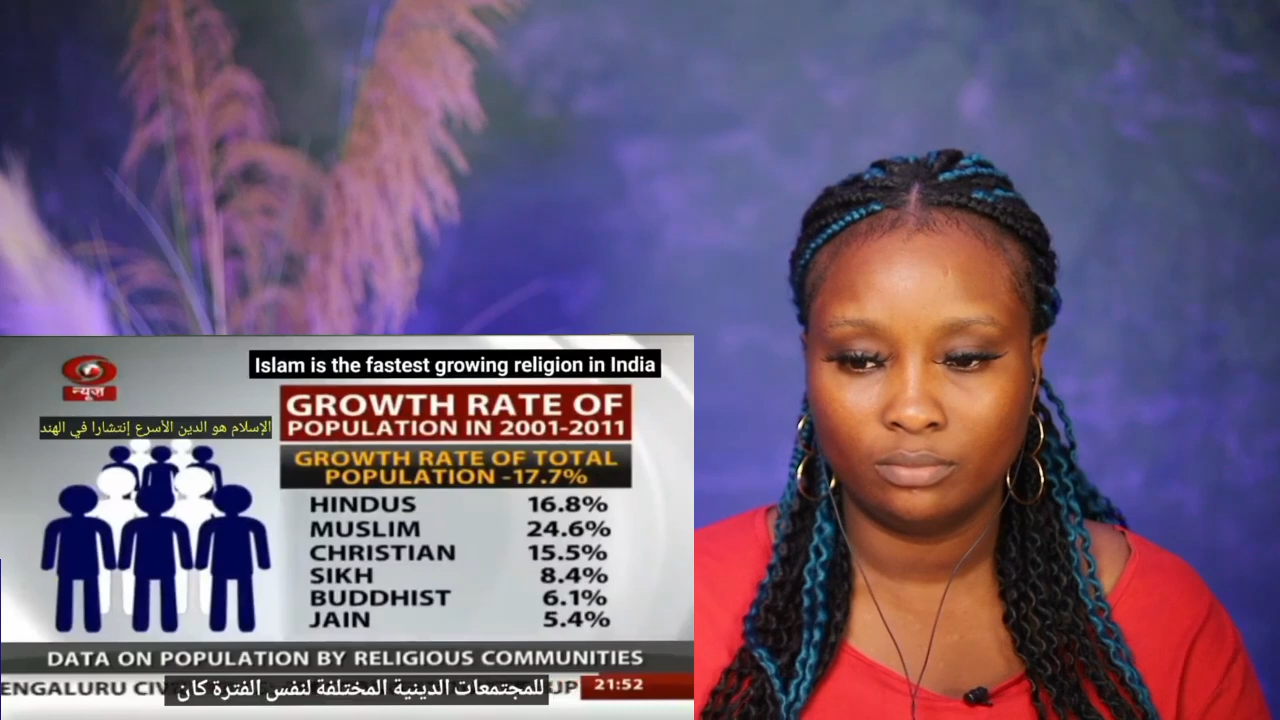 Islam is the fastest growing religion in India
न्यूज़
الإسلام هو الدين الأسرع إنتشارا في الهند
GROWTH RATE OF
POPULATION IN 2001-2011
GROWTH RATE OF TOTAL
POPULATION -17.7%
HINDUS 16.8%
MUSLIM 24.6%
CHRISTIAN 15.5%
SIKH 8.4%
BUDDHIST 6.1%
JAIN 5.4%
DATA ON POPULATION BY RELIGIOUS COMMUNITIES
للمجتمعات الدينية المختلفة لنفس الفترة كان
21:52